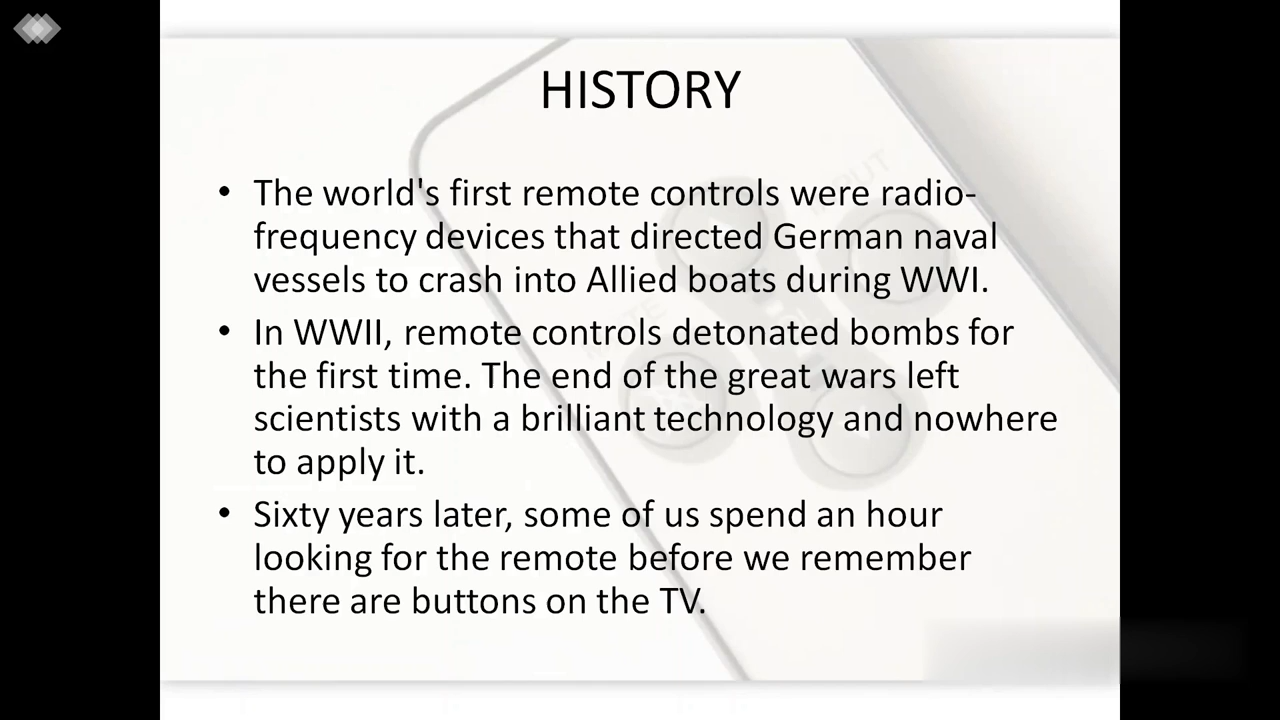 HISTORY
• The world's first remote controls were radio-
frequency devices that directed German naval
vessels to crash into Allied boats during WWI.
• In WWII, remote controls detonated bombs for
the first time. The end of the great wars left
scientists with a brilliant technology and nowhere
to apply it.
• Sixty years later, some of us spend an hour
looking for the remote before we remember
there are buttons on the TV.